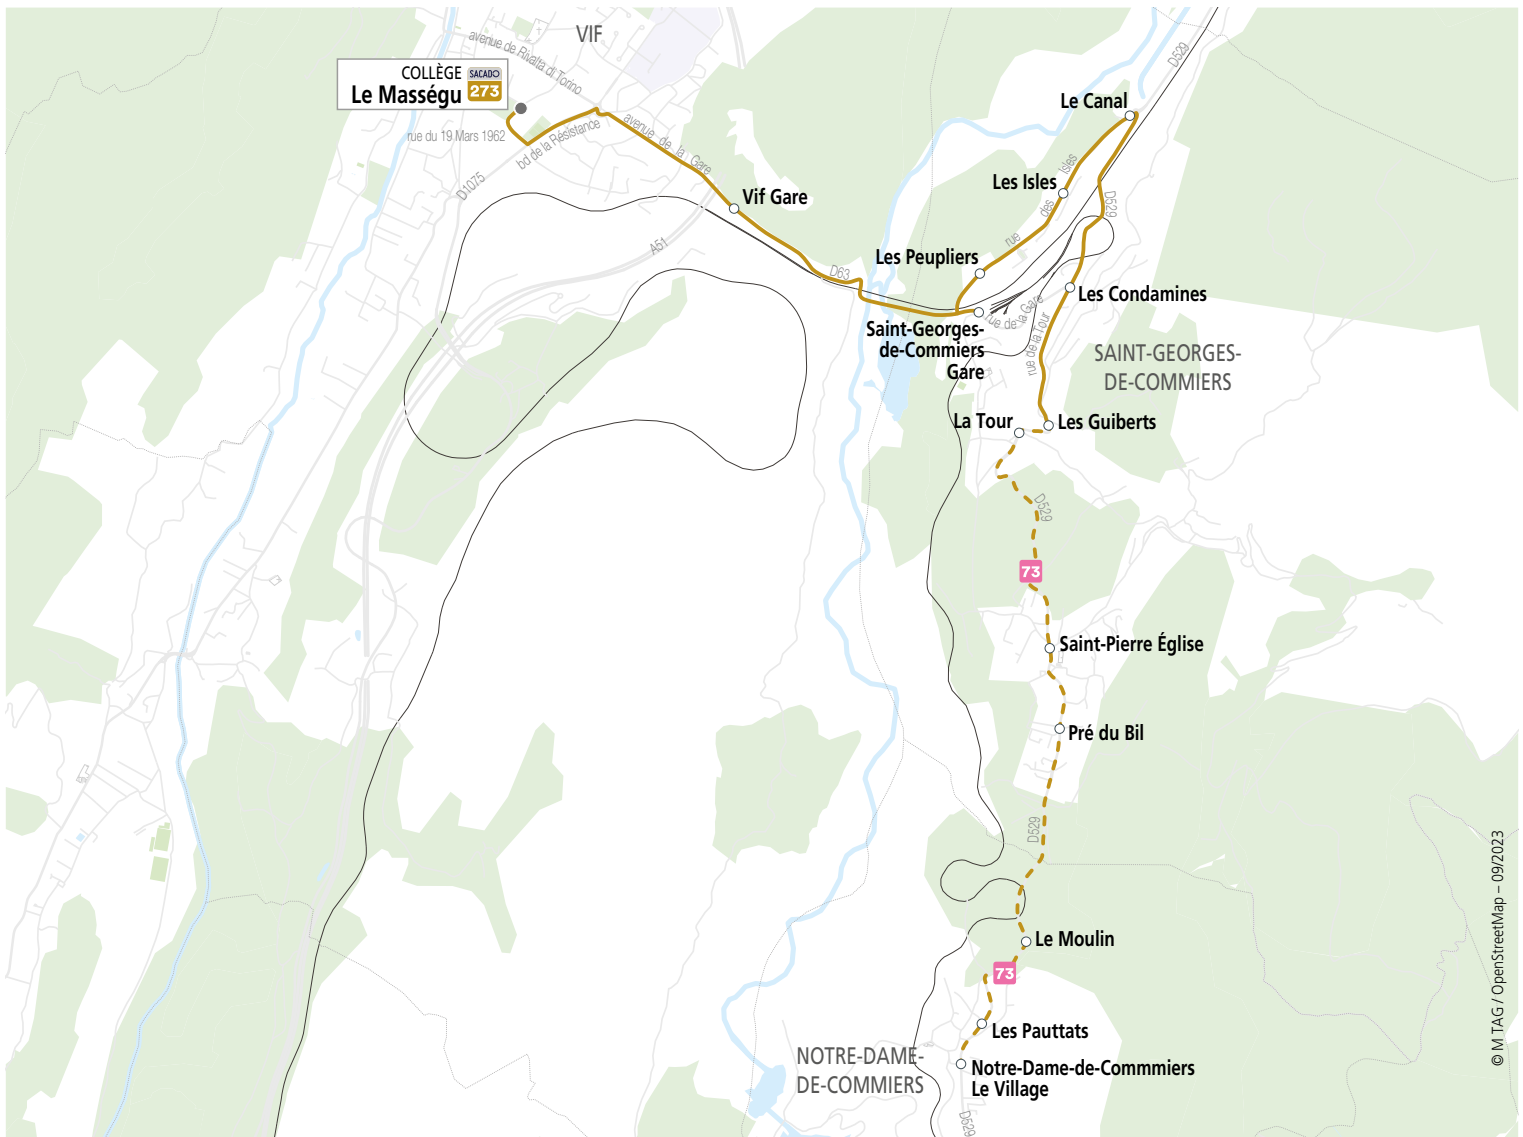 VIF
avenue de Rivalta di Torino
COLLÈGE
Le Masségu
SACADO
273
rue du 19 Mars 1962
bd de la Résistance
avenue de la Gare
D1075
A51
Vif Gare
D63
D529
Le Canal
Les Isles
rue des Isles
D529
Les Peupliers
Les Condamines
rue de la Gare
Saint-Georges-
de-Commiers
Gare
rue de la Tour
SAINT-GEORGES-
DE-COMMIERS
La Tour
Les Guiberts
D529
73
Saint-Pierre Église
Pré du Bil
D529
Le Moulin
73
Les Pauttats
NOTRE-DAME-
DE-COMMIERS
Notre-Dame-de-Commmiers
Le Village
D529
© M TAG / OpenStreetMap – 09/2023